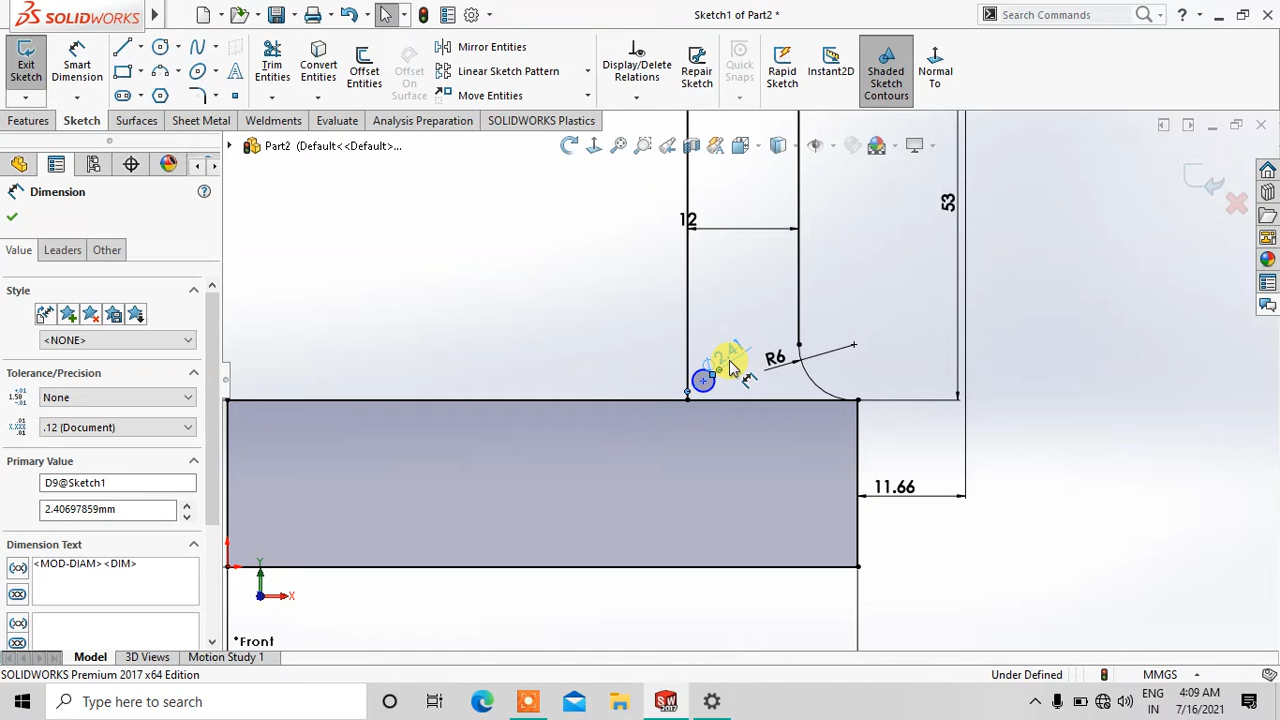 SOLIDWORKS
Sketch1 of Part2 *
Search Commands
?
Exit Sketch
Smart Dimension
Trim Entities
Convert Entities
Offset Entities
Offset On Surface
Mirror Entities
Linear Sketch Pattern
Move Entities
Display/Delete Relations
Repair Sketch
Quick Snaps
Rapid Sketch
Instant2D
Shaded Sketch Contours
Normal To
Features
Sketch
Surfaces
Sheet Metal
Weldments
Evaluate
Analysis Preparation
SOLIDWORKS Plastics
Part2 (Default<<Default>...
Dimension
Value
Leaders
Other
Style
<NONE>
Tolerance/Precision
None
.12 (Document)
Primary Value
D9@Sketch1
2.40697859mm
Dimension Text
<MOD-DIAM><DIM>
12
53
2.41
R6
11.66
Y
X
*Front
Model
3D Views
Motion Study 1
SOLIDWORKS Premium 2017 x64 Edition
Under Defined
MMGS
Type here to search
ENG
IN
4:09 AM
7/16/2021